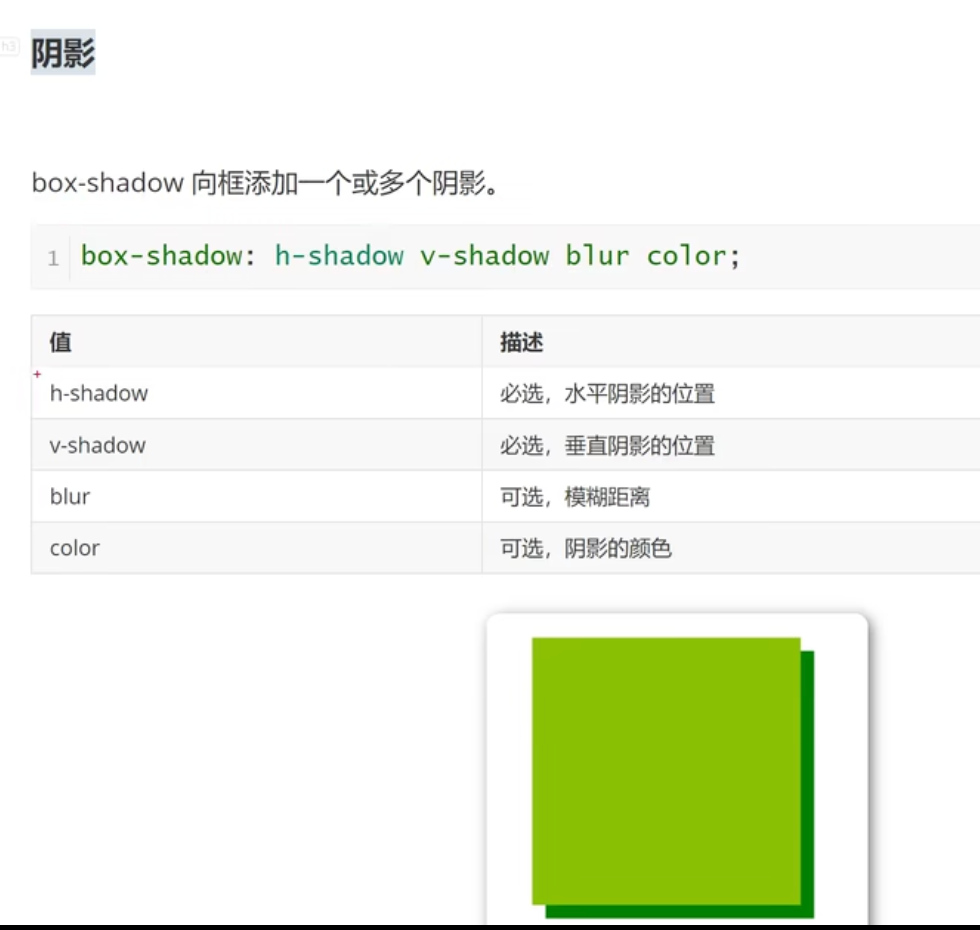 h3
阴影
box-shadow 向框添加一个或多个阴影。
1 box-shadow: h-shadow v-shadow blur color;
值 描述
h-shadow 必选，水平阴影的位置
v-shadow 必选，垂直阴影的位置
blur 可选，模糊距离
color 可选，阴影的颜色